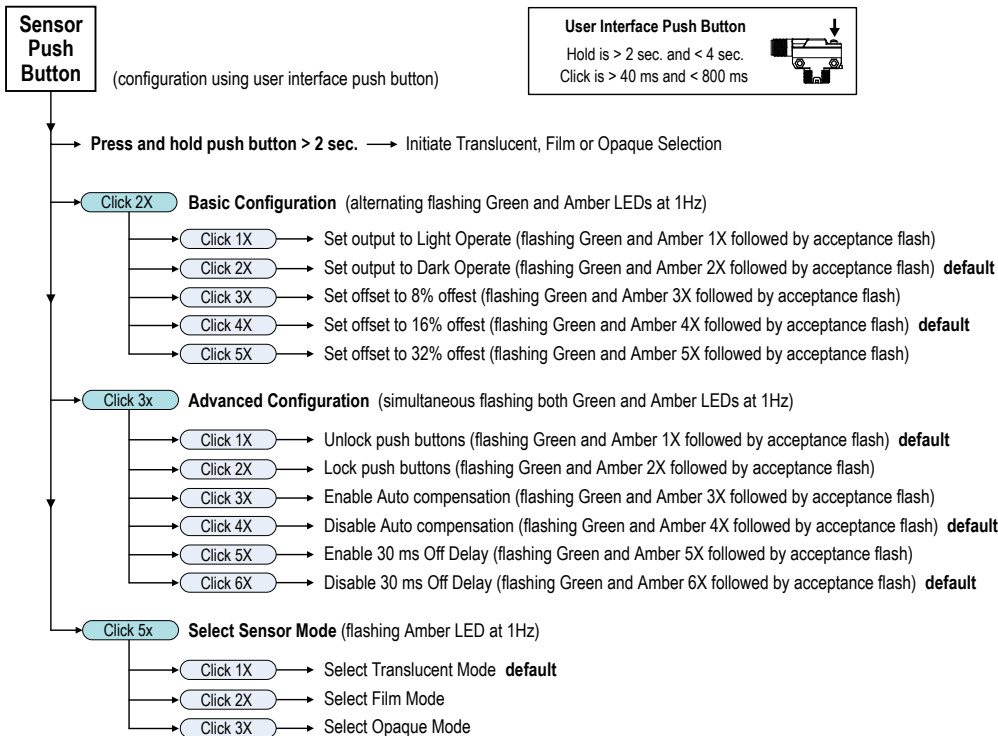 Sensor
Push
Button
(configuration using user interface push button)
User Interface Push Button
Hold is > 2 sec. and < 4 sec.
Click is > 40 ms and < 800 ms
Press and hold push button > 2 sec. Initiate Translucent, Film or Opaque Selection
Click 2X Basic Configuration (alternating flashing Green and Amber LEDs at 1Hz)
Click 1X Set output to Light Operate (flashing Green and Amber 1X followed by acceptance flash)
Click 2X Set output to Dark Operate (flashing Green and Amber 2X followed by acceptance flash) default
Click 3X Set offset to 8% offest (flashing Green and Amber 3X followed by acceptance flash)
Click 4X Set offset to 16% offest (flashing Green and Amber 4X followed by acceptance flash) default
Click 5X Set offset to 32% offest (flashing Green and Amber 5X followed by acceptance flash)
Click 3x Advanced Configuration (simultaneous flashing both Green and Amber LEDs at 1Hz)
Click 1X Unlock push buttons (flashing Green and Amber 1X followed by acceptance flash) default
Click 2X Lock push buttons (flashing Green and Amber 2X followed by acceptance flash)
Click 3X Enable Auto compensation (flashing Green and Amber 3X followed by acceptance flash)
Click 4X Disable Auto compensation (flashing Green and Amber 4X followed by acceptance flash) default
Click 5X Enable 30 ms Off Delay (flashing Green and Amber 5X followed by acceptance flash)
Click 6X Disable 30 ms Off Delay (flashing Green and Amber 6X followed by acceptance flash) default
Click 5x Select Sensor Mode (flashing Amber LED at 1Hz)
Click 1X Select Translucent Mode default
Click 2X Select Film Mode
Click 3X Select Opaque Mode